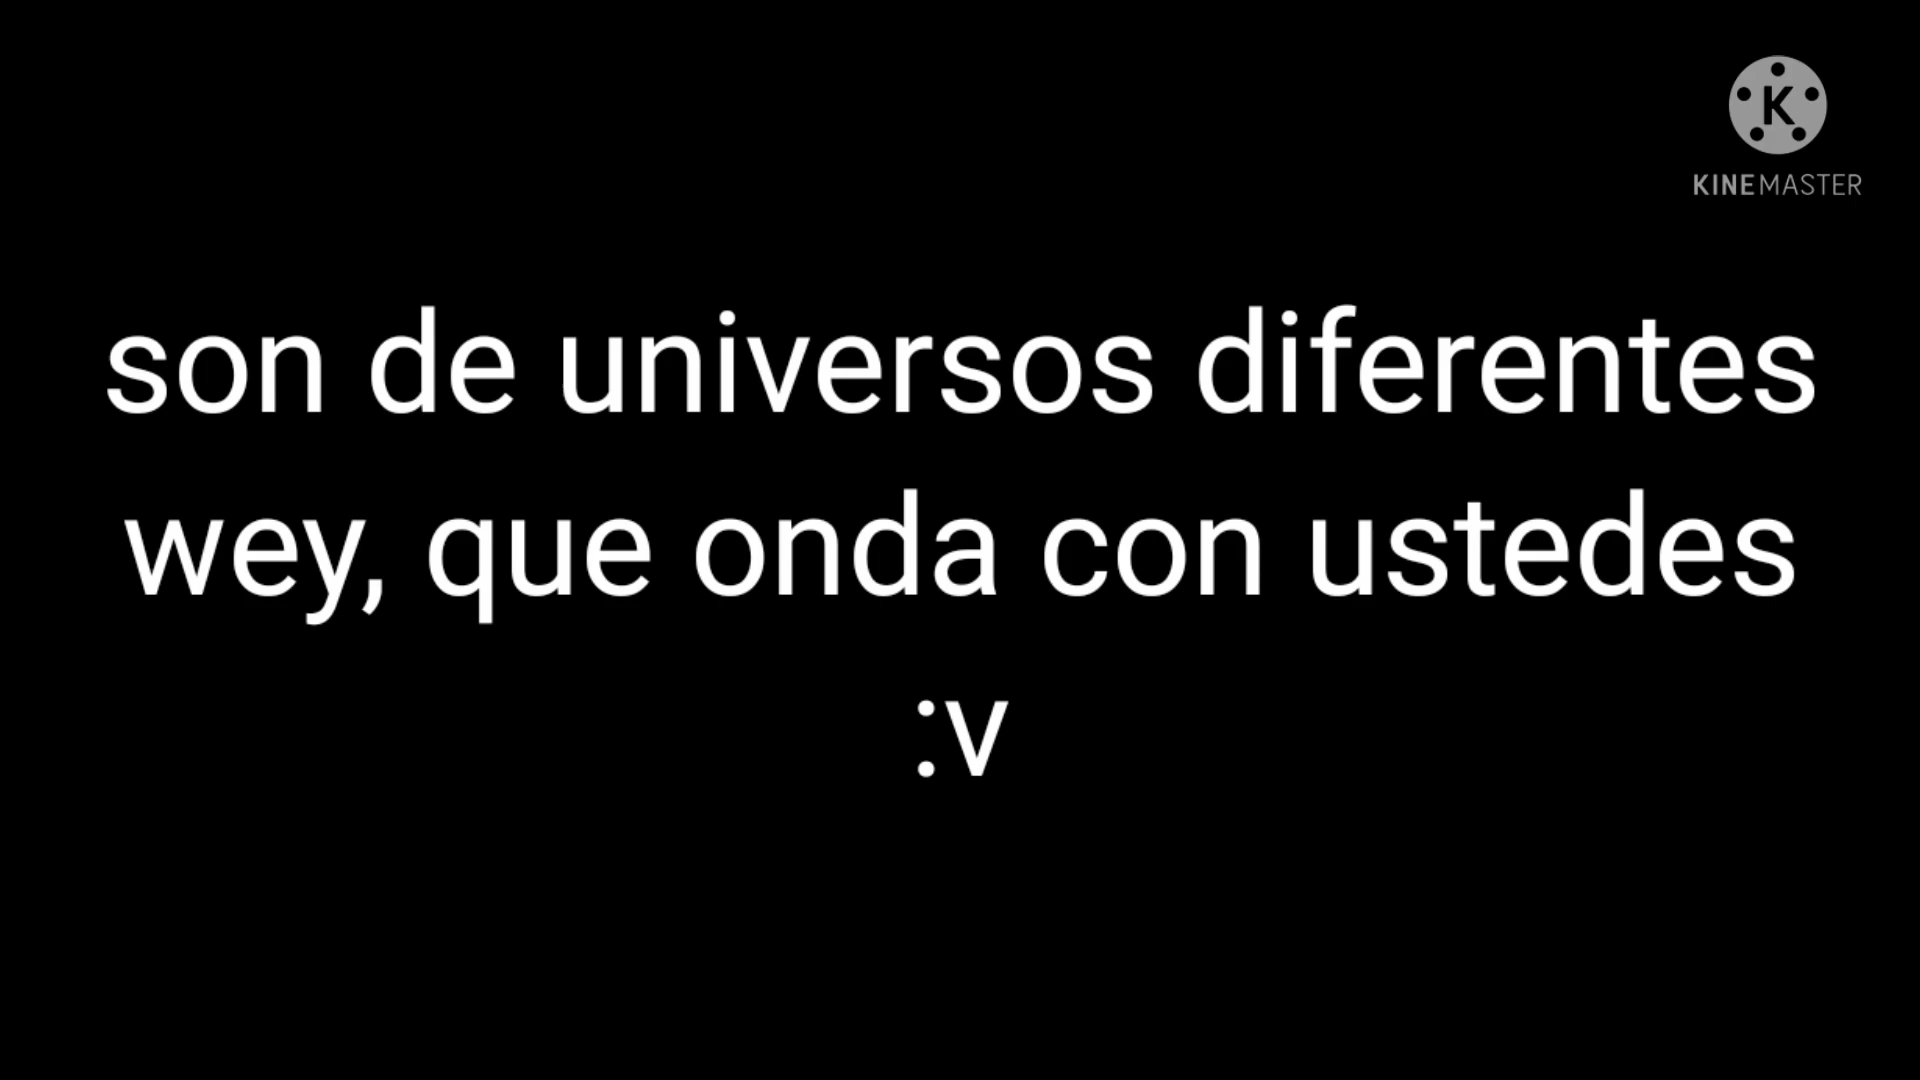 K
KINEMASTER
son de universos diferentes
wey, que onda con ustedes
:v